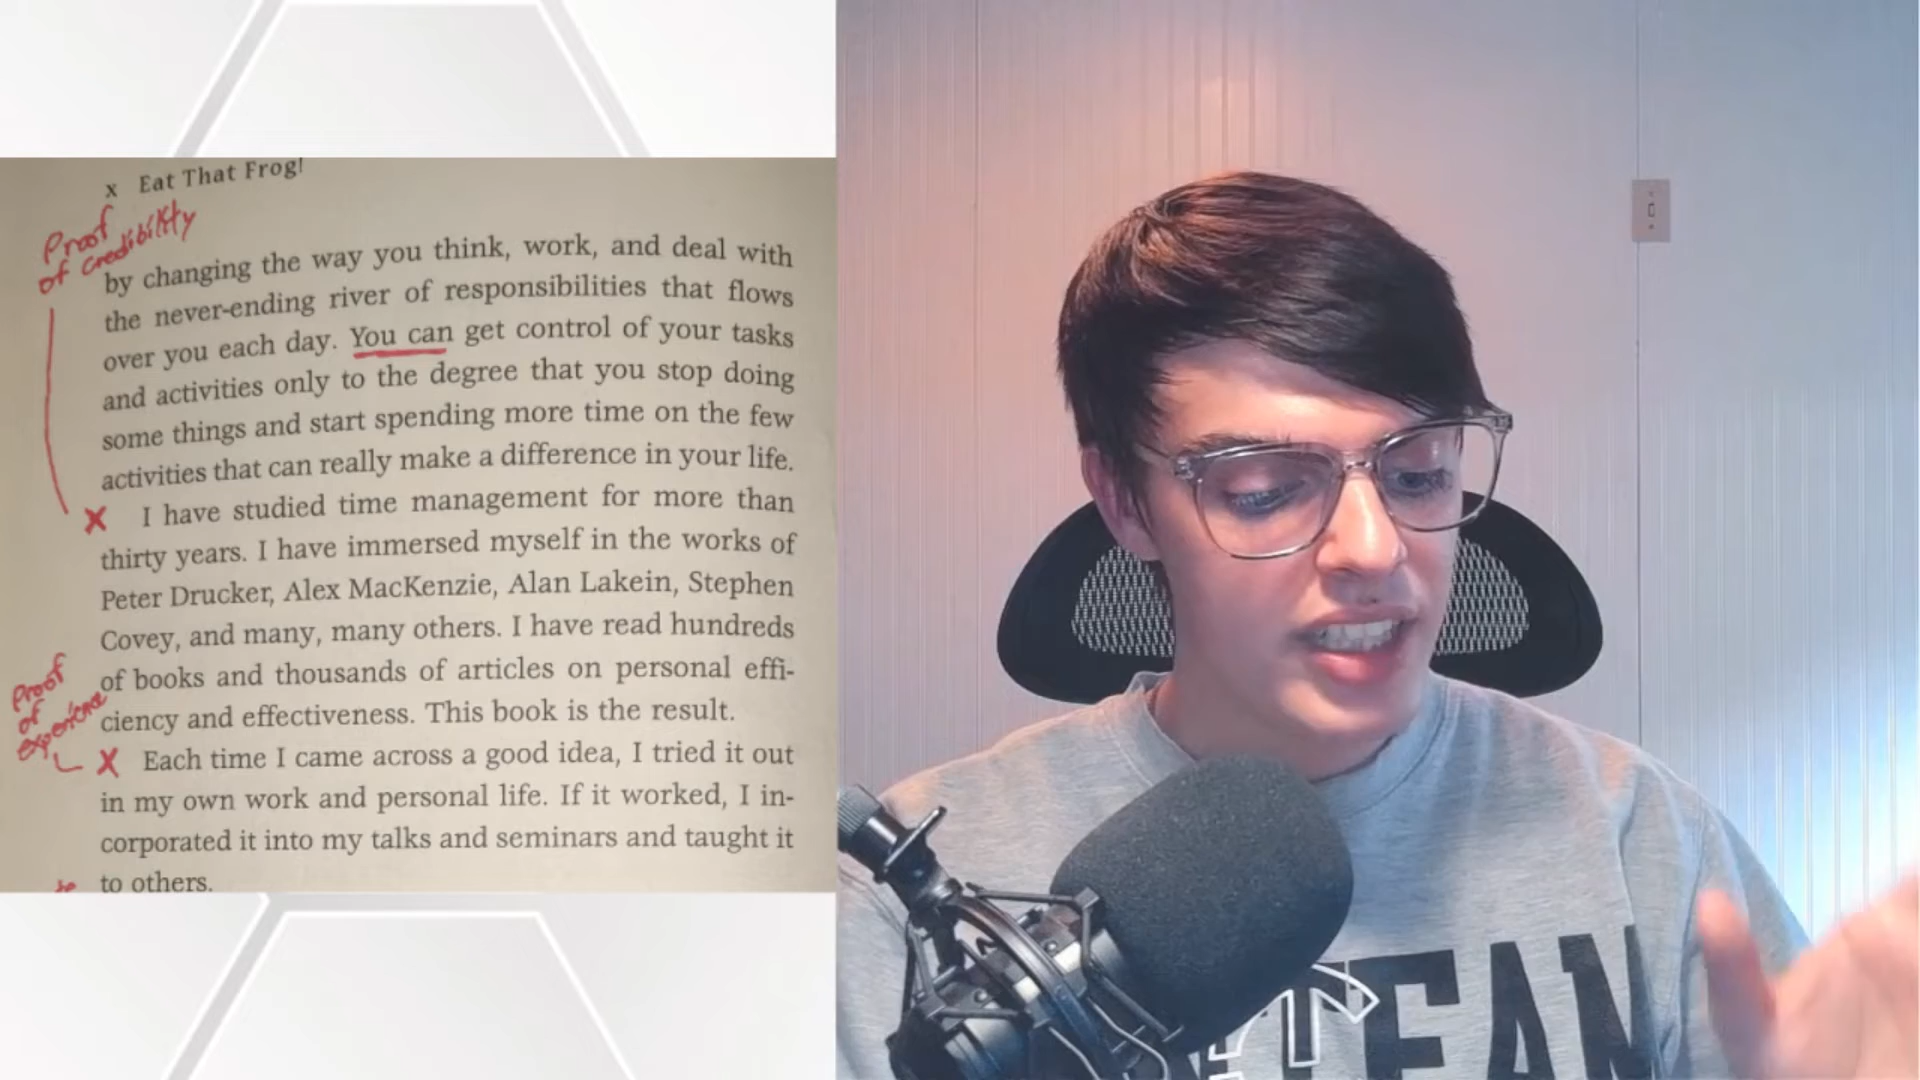 x Eat That Frog!
Proof
of credibility
by changing the way you think, work, and deal with
the never-ending river of responsibilities that flows
over you each day. You can get control of your tasks
and activities only to the degree that you stop doing
some things and start spending more time on the few
activities that can really make a difference in your life.
X I have studied time management for more than
thirty years. I have immersed myself in the works of
Peter Drucker, Alex MacKenzie, Alan Lakein, Stephen
Covey, and many, many others. I have read hundreds
of books and thousands of articles on personal effi-
ciency and effectiveness. This book is the result.
Proof
of
experience
X Each time I came across a good idea, I tried it out
in my own work and personal life. If it worked, I in-
corporated it into my talks and seminars and taught it
to others.
TEAN